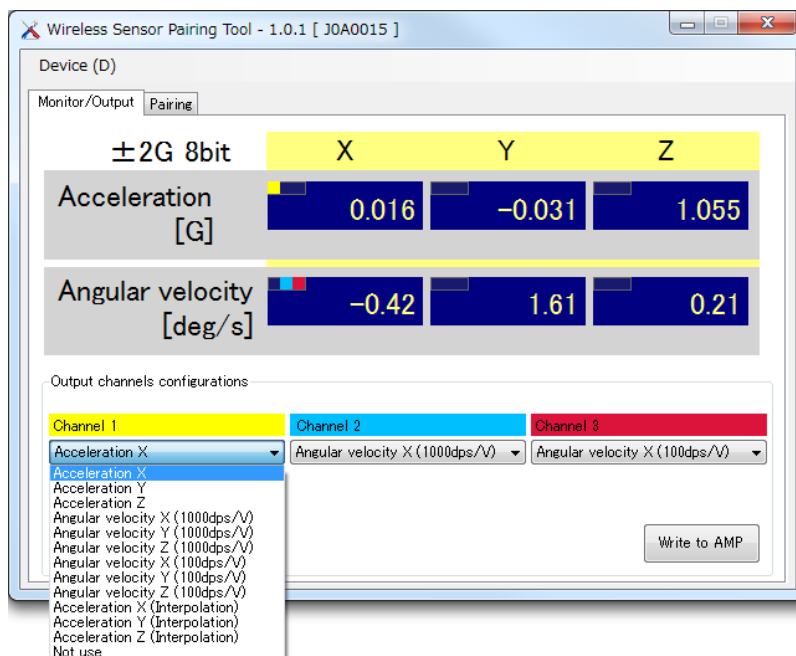 Wireless Sensor Pairing Tool - 1.0.1 [ J0A0015 ]
Device (D)
Monitor/Output Pairing
±2G 8bit X Y Z
Acceleration
[G]
0.016 -0.031 1.055
Angular velocity
[deg/s]
-0.42 1.61 0.21
Output channels configurations
Channel 1 Channel 2 Channel 3
Acceleration X Angular velocity X (1000dps/V) Angular velocity X (100dps/V)
Acceleration X
Acceleration Y
Acceleration Z
Angular velocity X (1000dps/V)
Angular velocity Y (1000dps/V)
Angular velocity Z (1000dps/V)
Angular velocity X (100dps/V)
Angular velocity Y (100dps/V)
Angular velocity Z (100dps/V)
Acceleration X (Interpolation)
Acceleration Y (Interpolation)
Acceleration Z (Interpolation)
Not use
Write to AMP